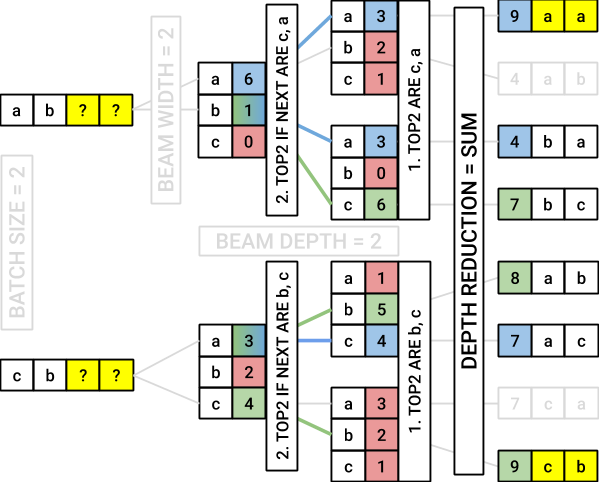 BATCH SIZE = 2
BEAM WIDTH = 2
BEAM DEPTH = 2
a b ? ?
a 6
b 1
c 0
2. TOP2 IF NEXT ARE c, a
a 3
b 2
c 1
a 3
b 0
c 6
1. TOP2 ARE c, a
DEPTH REDUCTION = SUM
9 a a
4 a b
4 b a
7 b c
c b ? ?
a 3
b 2
c 4
2. TOP2 IF NEXT ARE b, c
a 1
b 5
c 4
a 3
b 2
c 1
1. TOP2 ARE b, c
8 a b
7 a c
7 c a
9 c b